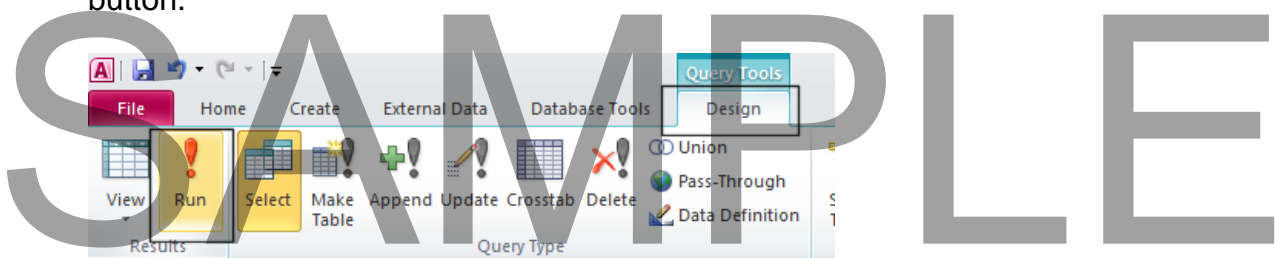 button.
SAMPLE
Query Tools
File Home Create External Data Database Tools Design
View Run Select Make Table Append Update Crosstab Delete
Union
Pass-Through
Data Definition
Results Query Type